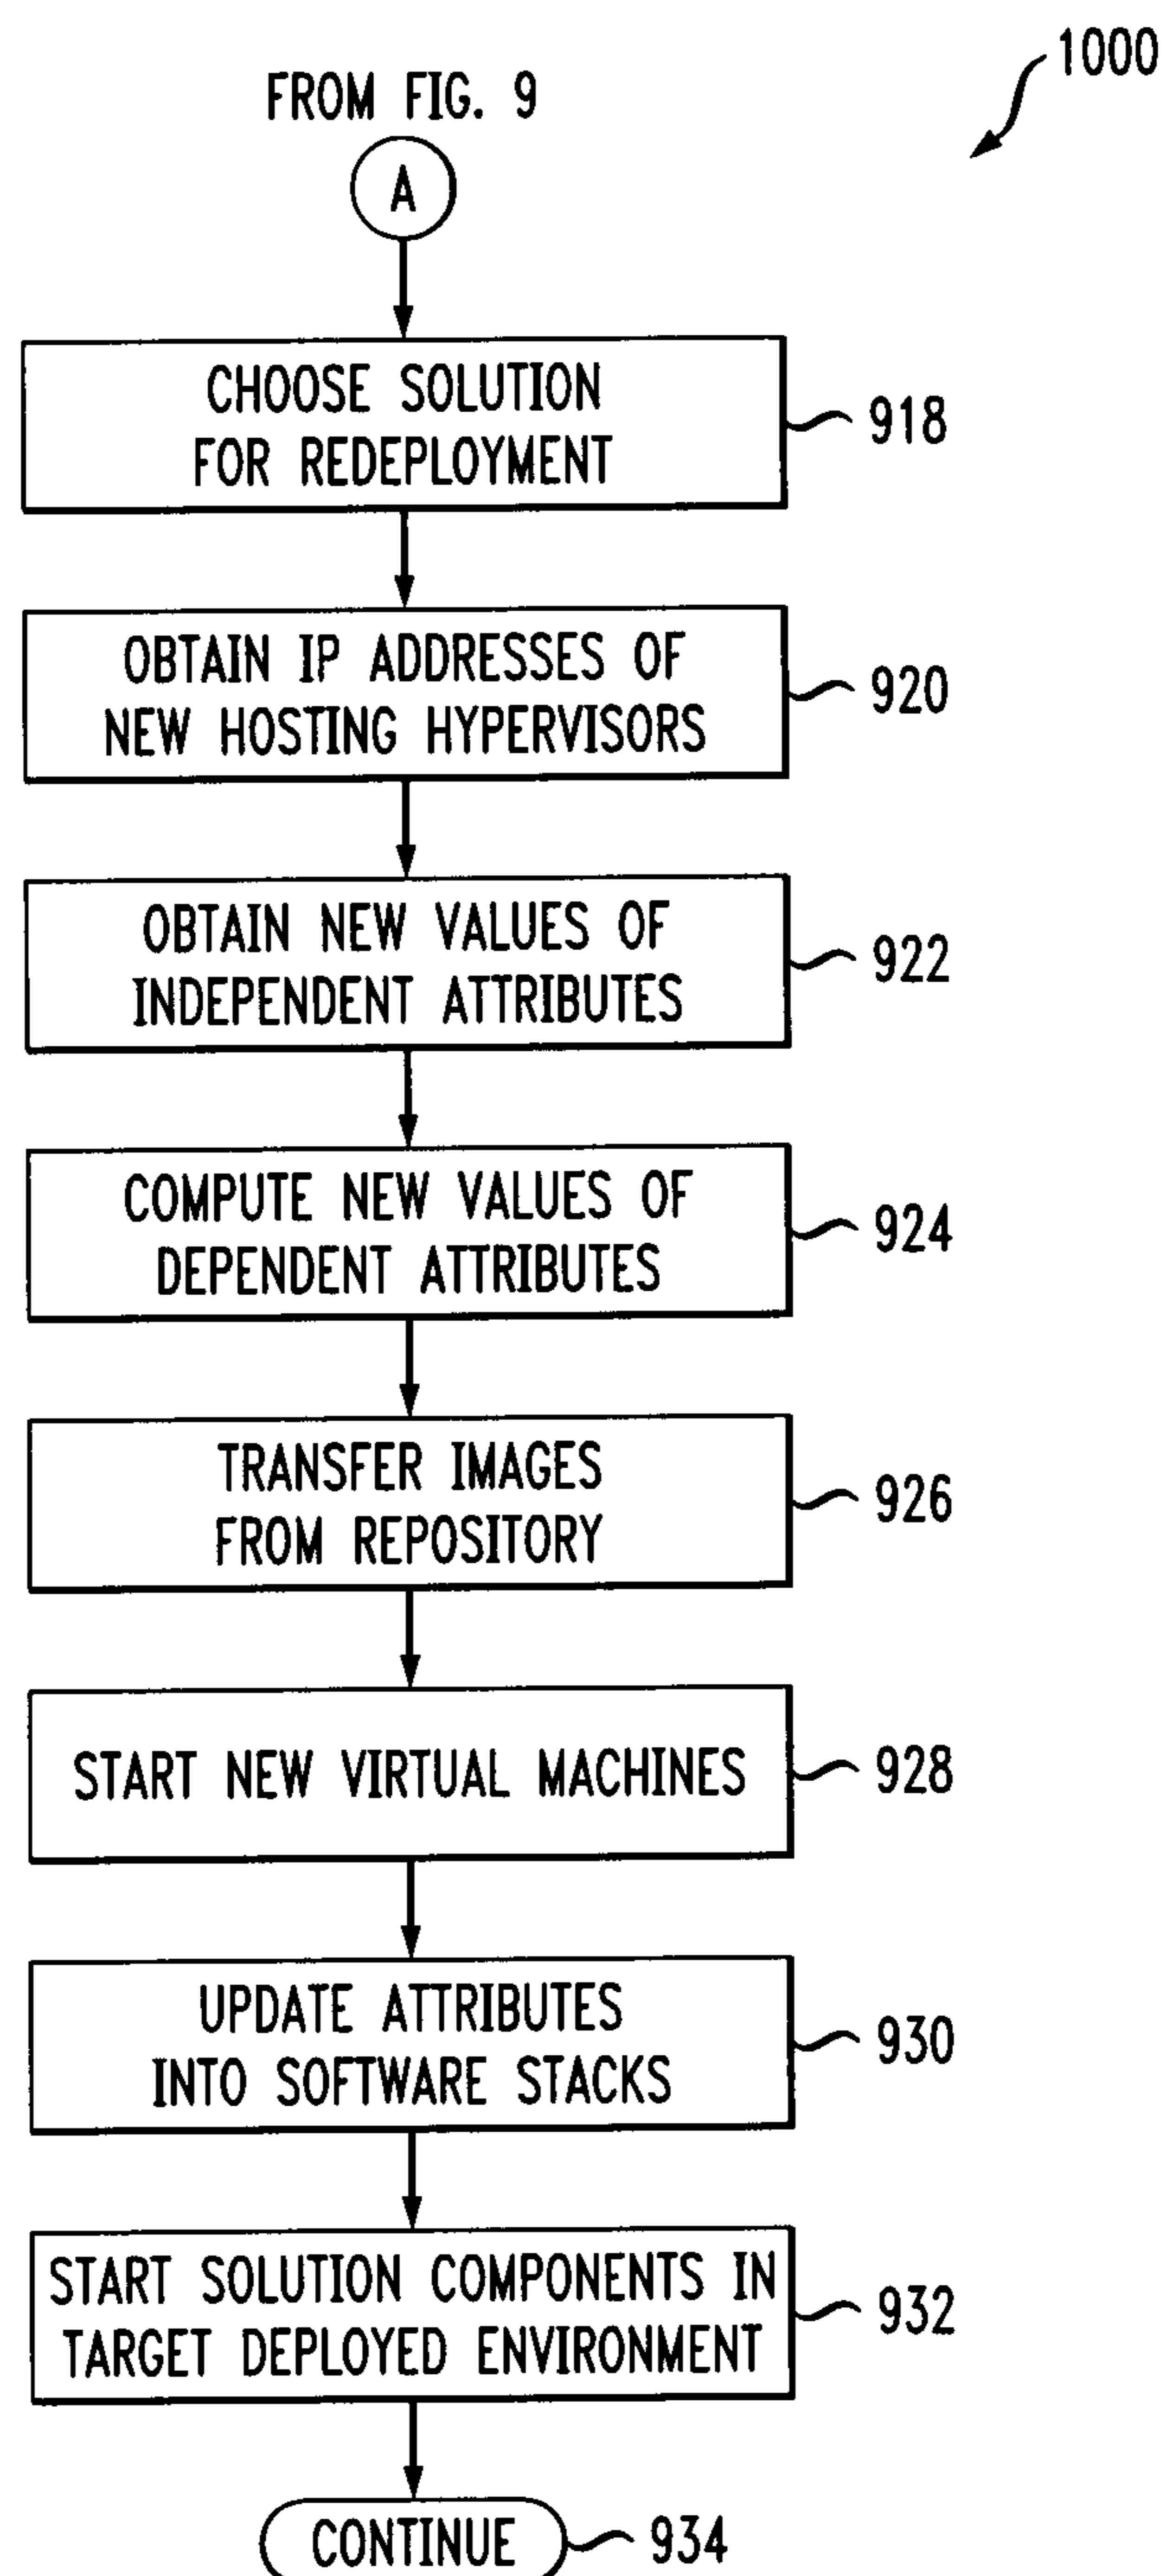 1000
FROM FIG. 9
A
CHOOSE SOLUTION
FOR REDEPLOYMENT
918
OBTAIN IP ADDRESSES OF
NEW HOSTING HYPERVISORS
920
OBTAIN NEW VALUES OF
INDEPENDENT ATTRIBUTES
922
COMPUTE NEW VALUES OF
DEPENDENT ATTRIBUTES
924
TRANSFER IMAGES
FROM REPOSITORY
926
START NEW VIRTUAL MACHINES
928
UPDATE ATTRIBUTES
INTO SOFTWARE STACKS
930
START SOLUTION COMPONENTS IN
TARGET DEPLOYED ENVIRONMENT
932
CONTINUE
934